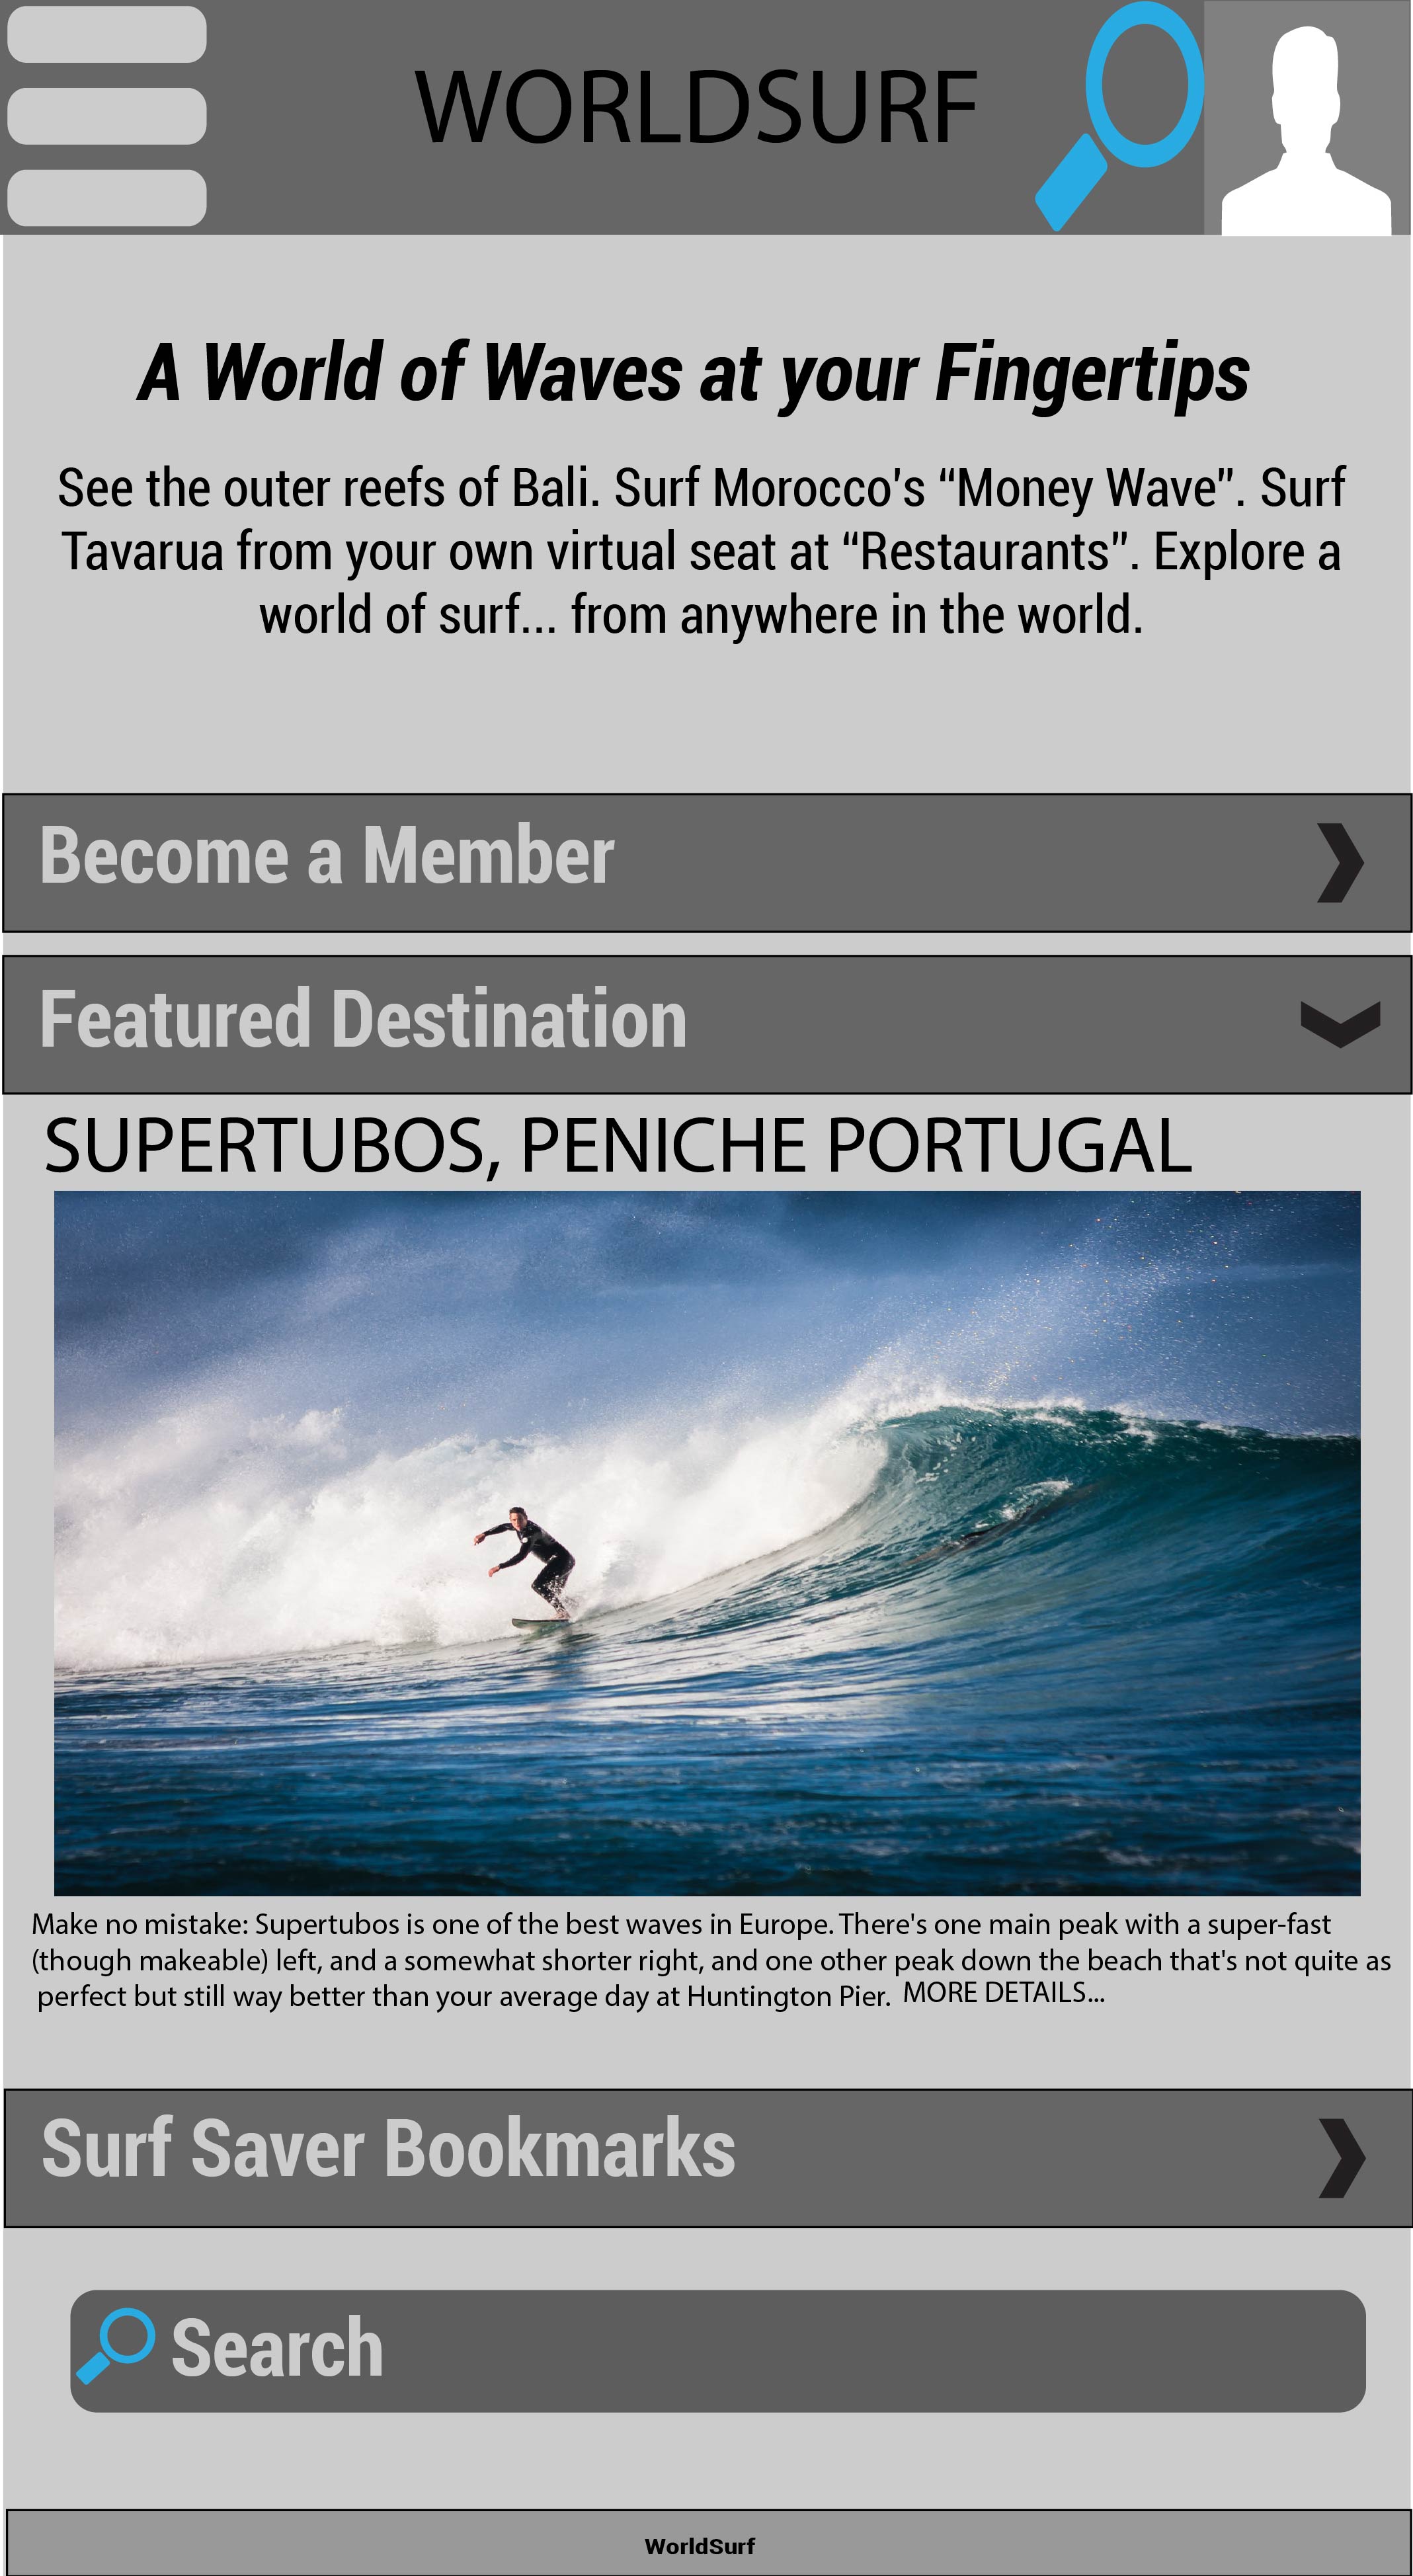 WORLDSURF
A World of Waves at your Fingertips
See the outer reefs of Bali. Surf Morocco's “Money Wave”. Surf
Tavarua from your own virtual seat at “Restaurants”. Explore a
world of surf... from anywhere in the world.
Become a Member
Featured Destination
SUPERTUBOS, PENICHE PORTUGAL
Make no mistake: Supertubos is one of the best waves in Europe. There's one main peak with a super-fast
(though makeable) left, and a somewhat shorter right, and one other peak down the beach that's not quite as
perfect but still way better than your average day at Huntington Pier. MORE DETAILS...
Surf Saver Bookmarks
Search
WorldSurf